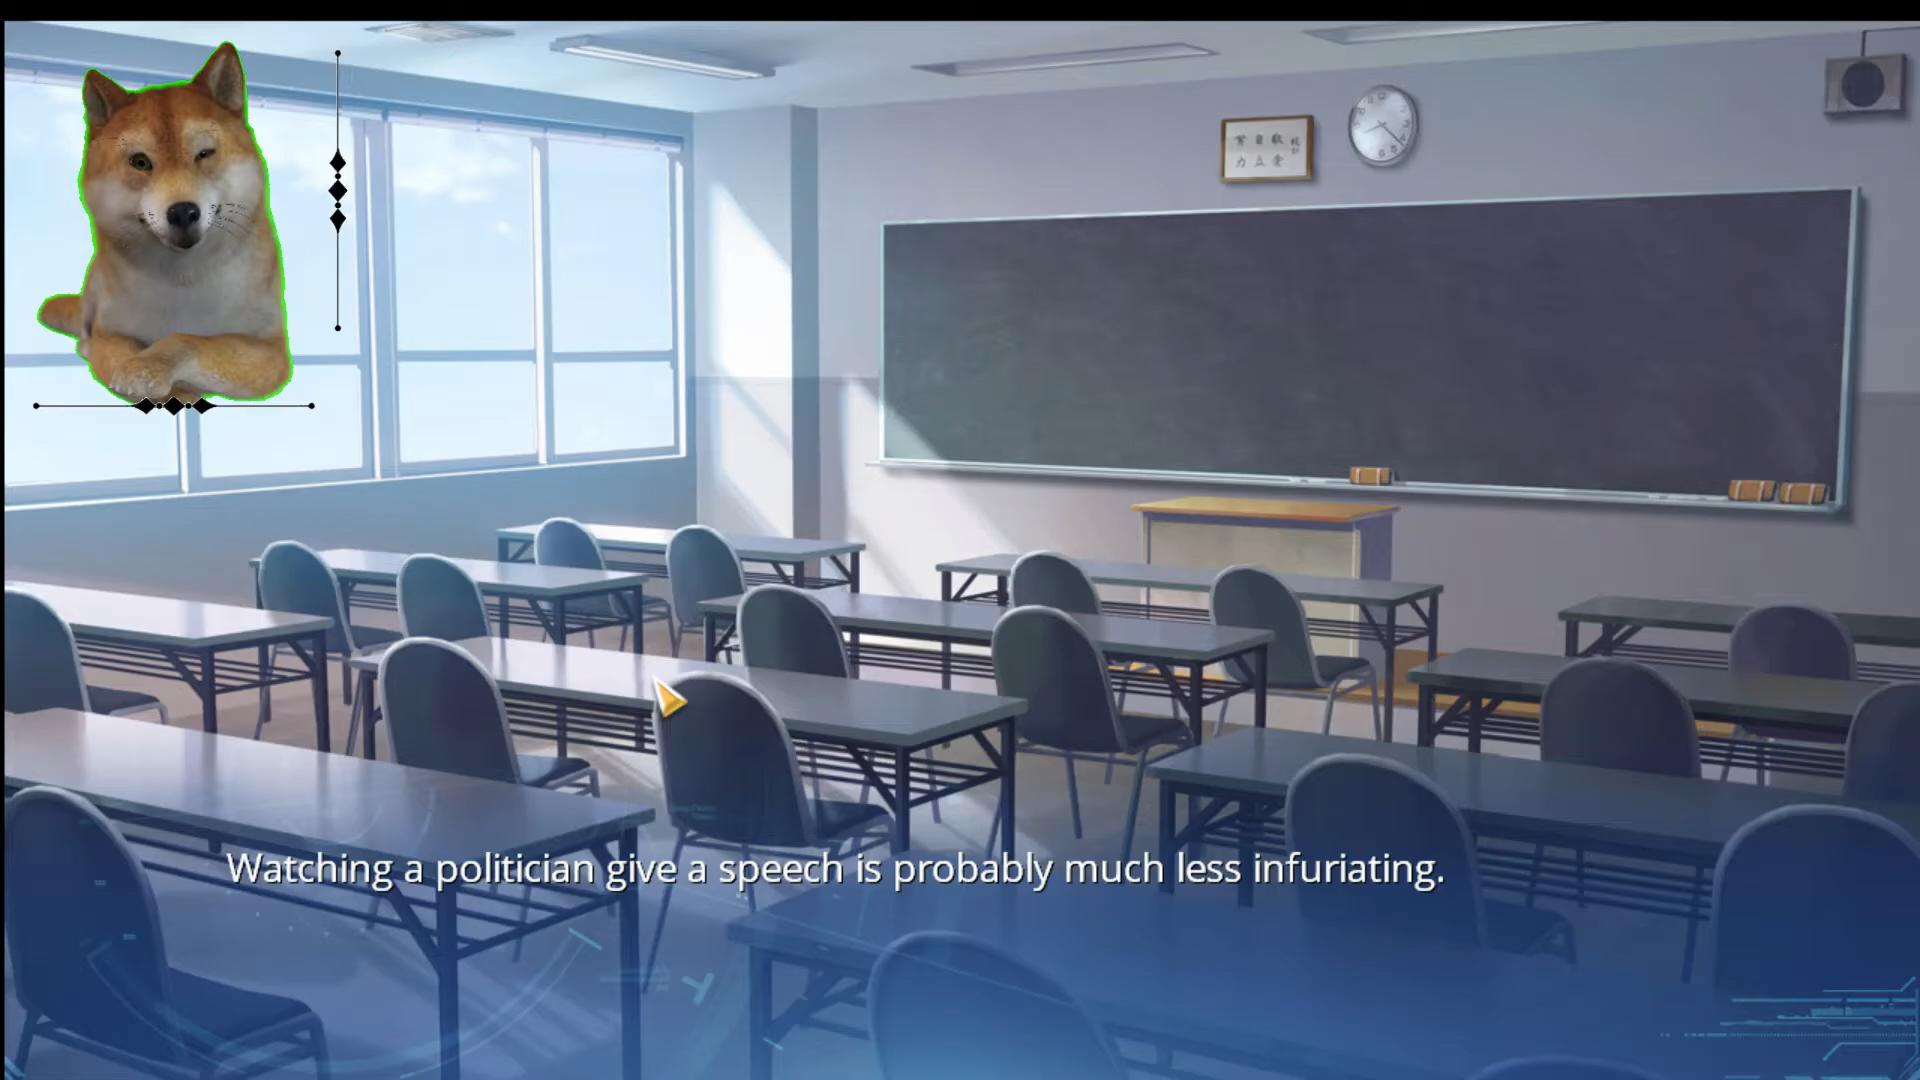 Watching a politician give a speech is probably much less infuriating.